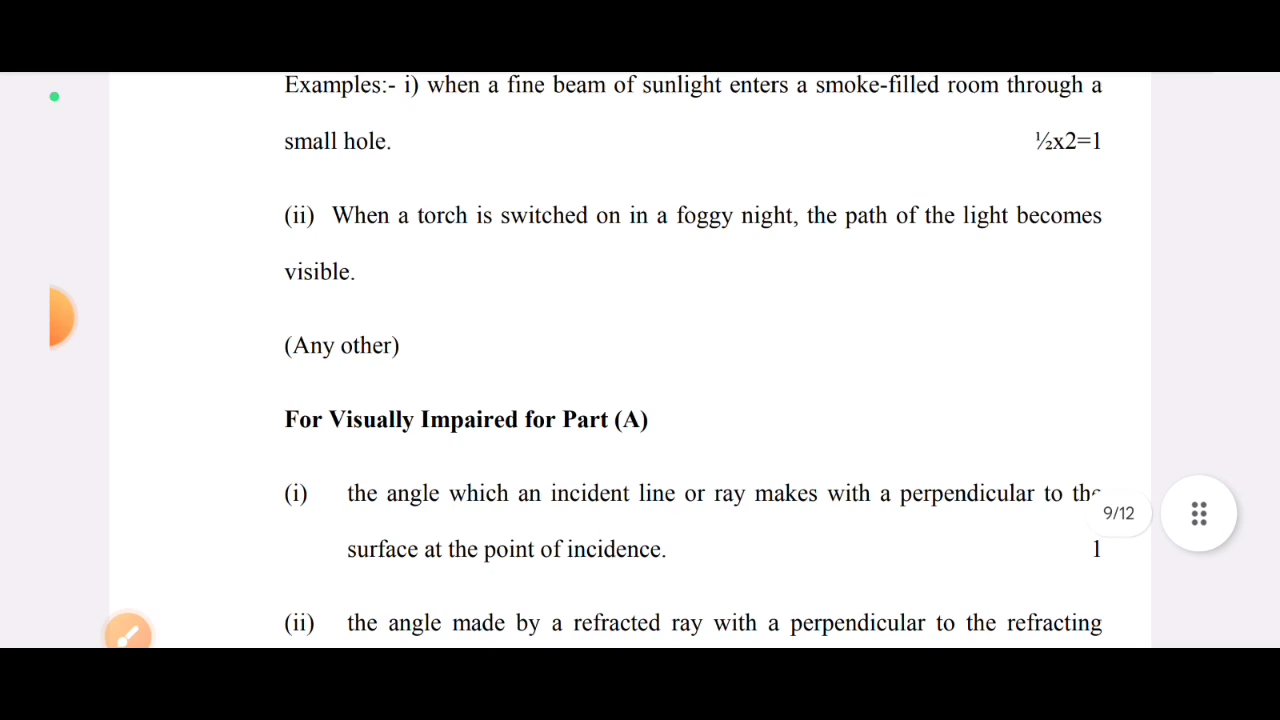 Examples:- i) when a fine beam of sunlight enters a smoke-filled room through a
small hole. ½x2=1
(ii) When a torch is switched on in a foggy night, the path of the light becomes
visible.
(Any other)
For Visually Impaired for Part (A)
(i) the angle which an incident line or ray makes with a perpendicular to the
9/12
surface at the point of incidence. 1
(ii) the angle made by a refracted ray with a perpendicular to the refracting